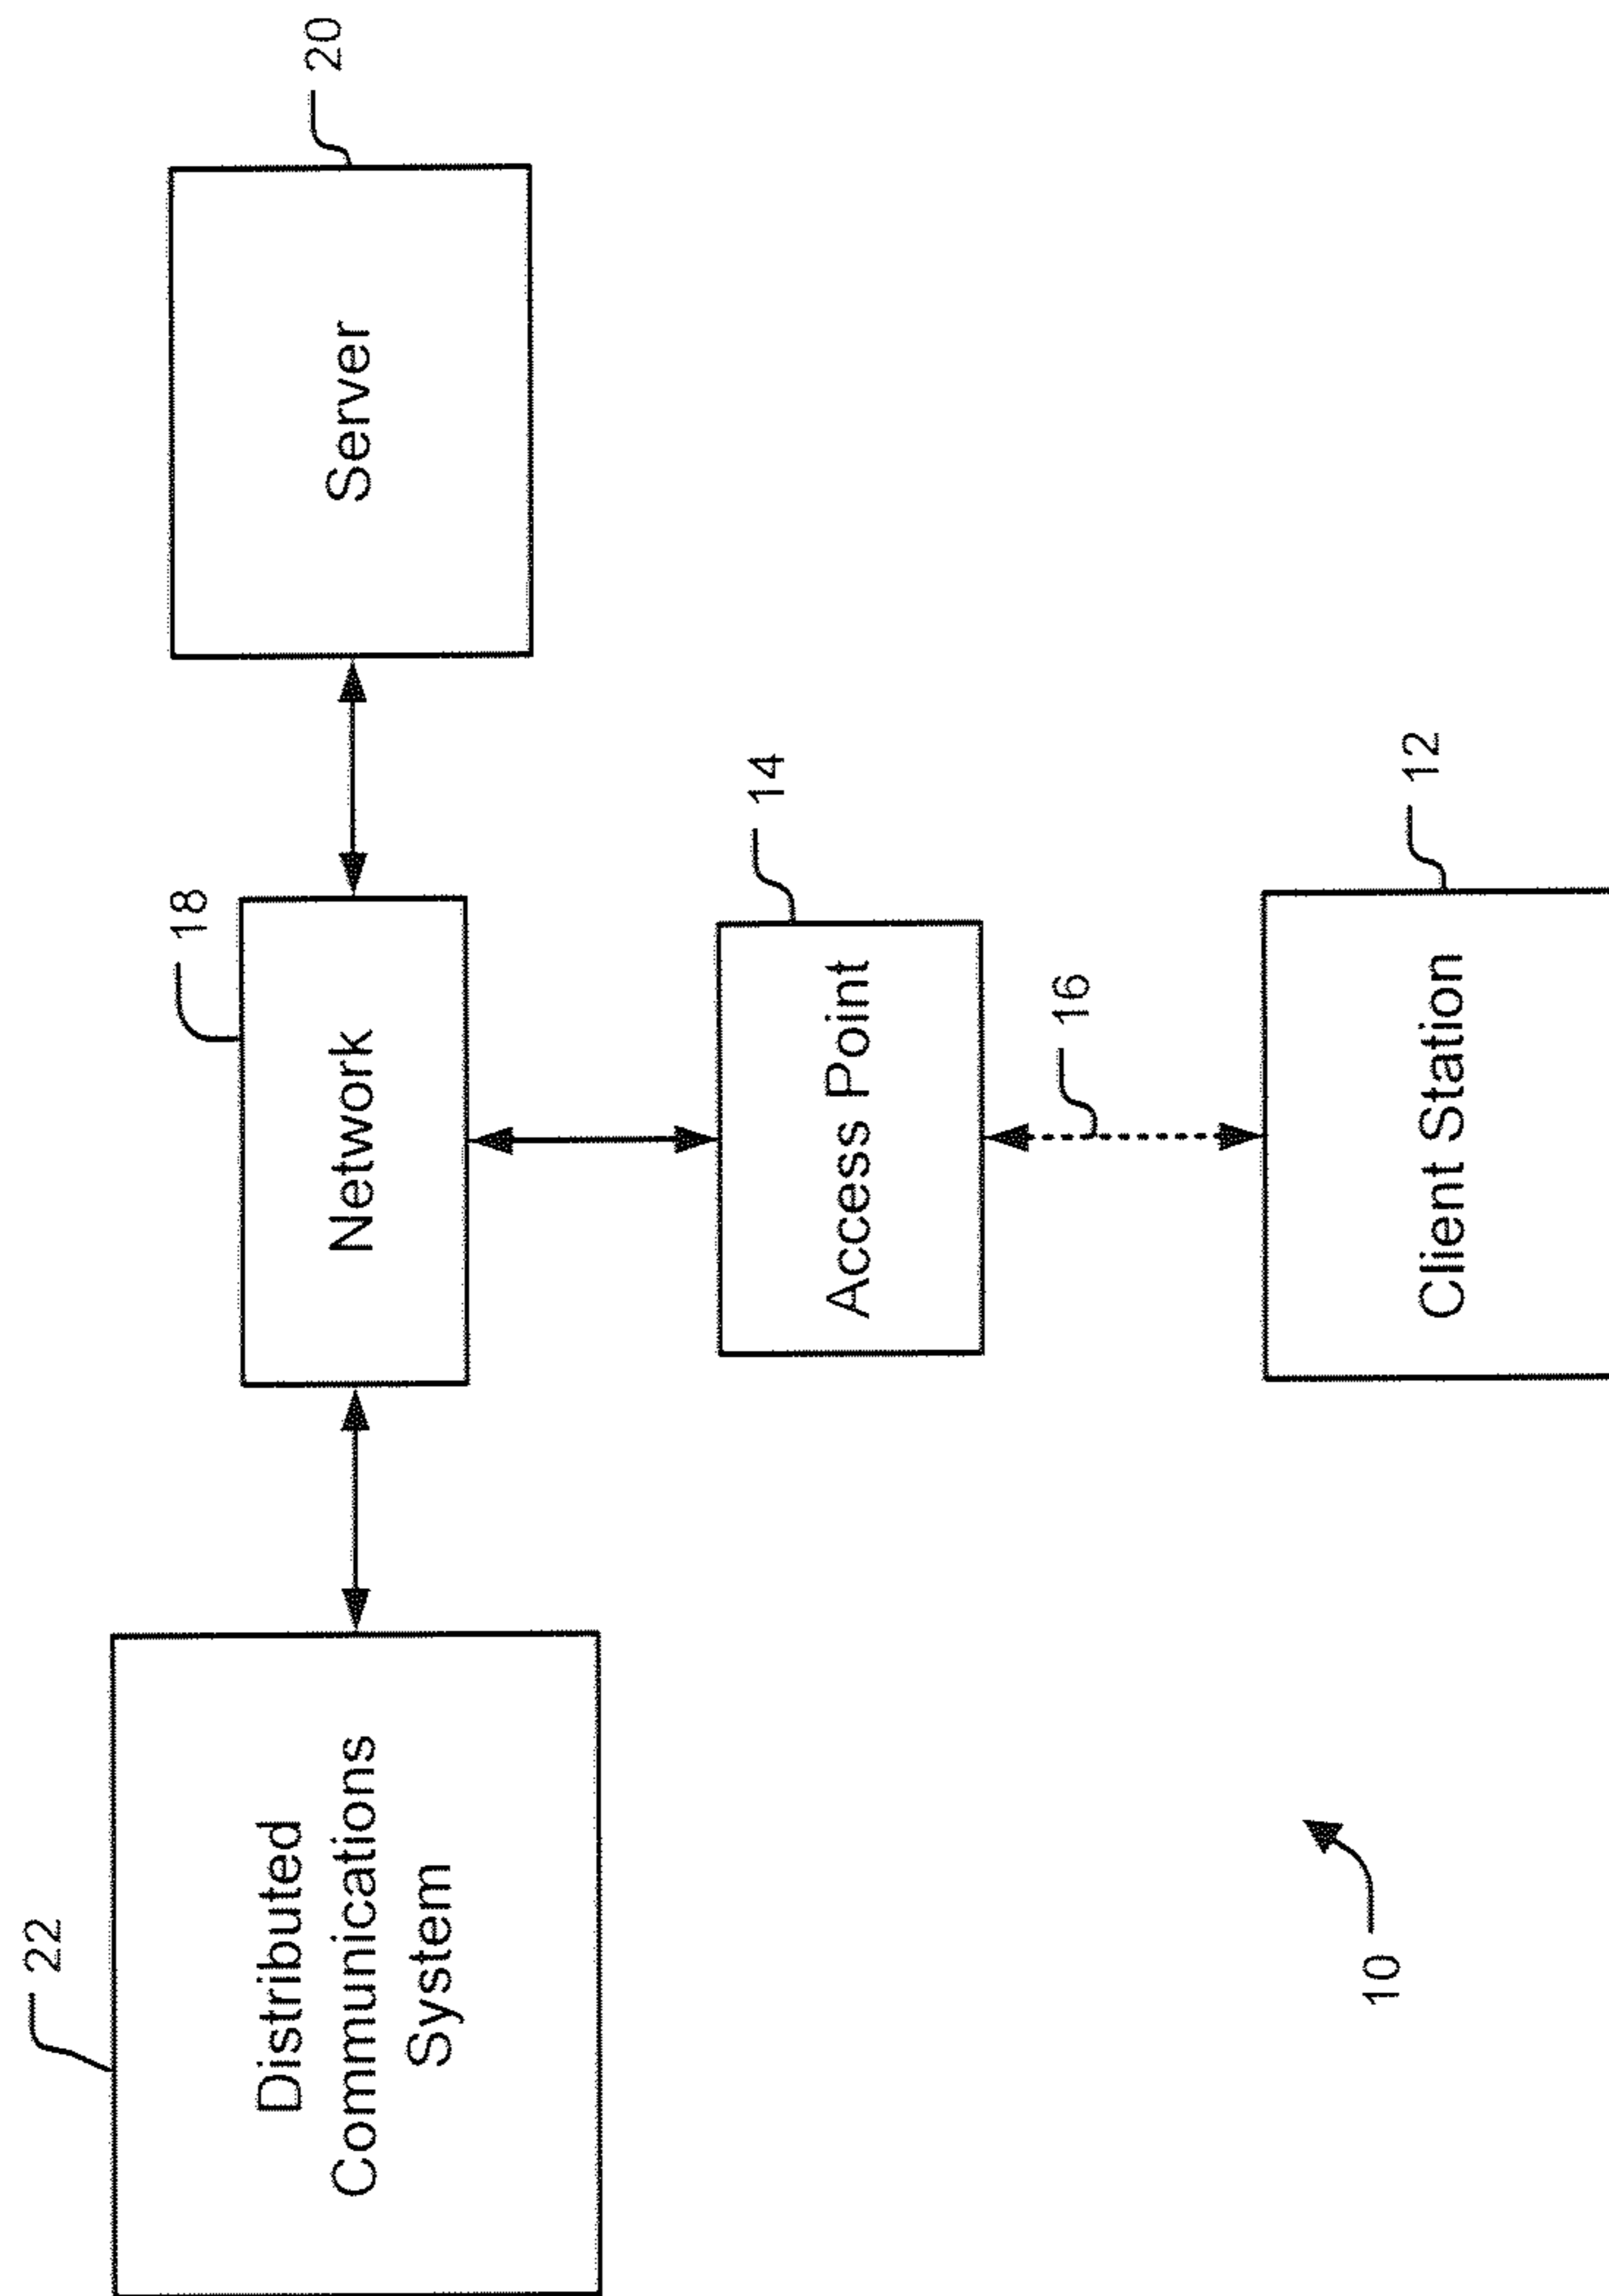 22
Distributed
Communications
System
18
Network
20
Server
14
Access Point
16
12
Client Station
10